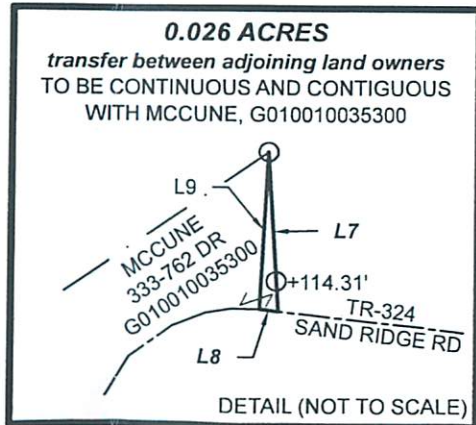 0.026 ACRES
transfer between adjoining land owners
TO BE CONTINUOUS AND CONTIGUOUS
WITH MCCUNE, G010010035300
L9
L7
MCCUNE
333-762 DR
G010010035300
+114.31'
TR-324
SAND RIDGE RD
L8
DETAIL (NOT TO SCALE)